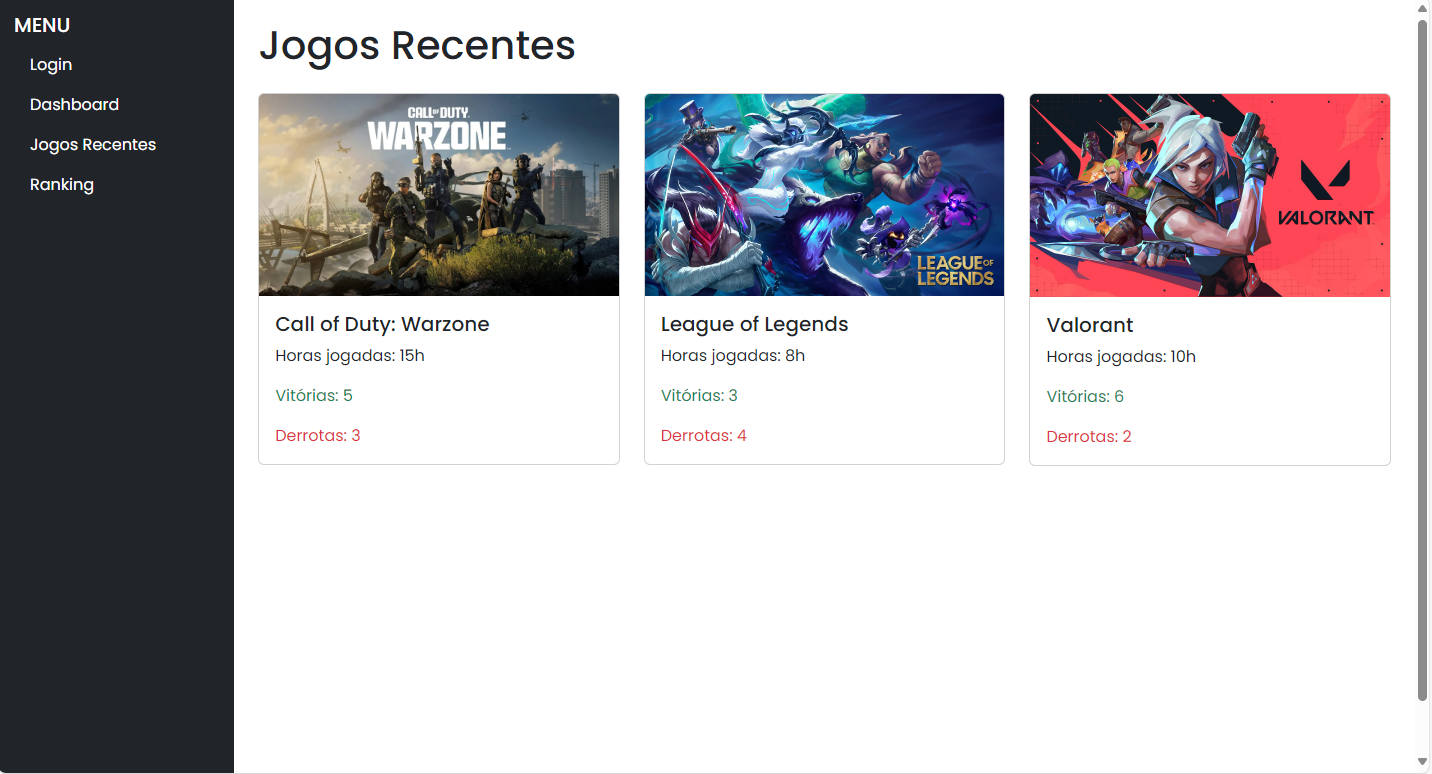 MENU
Login
Dashboard
Jogos Recentes
Ranking
Jogos Recentes
CALL OF DUTY
WARZONE
Call of Duty: Warzone
Horas jogadas: 15h
Vitórias: 5
Derrotas: 3
LEAGUE OF
LEGENDS
League of Legends
Horas jogadas: 8h
Vitórias: 3
Derrotas: 4
VALORANT
Valorant
Horas jogadas: 10h
Vitórias: 6
Derrotas: 2